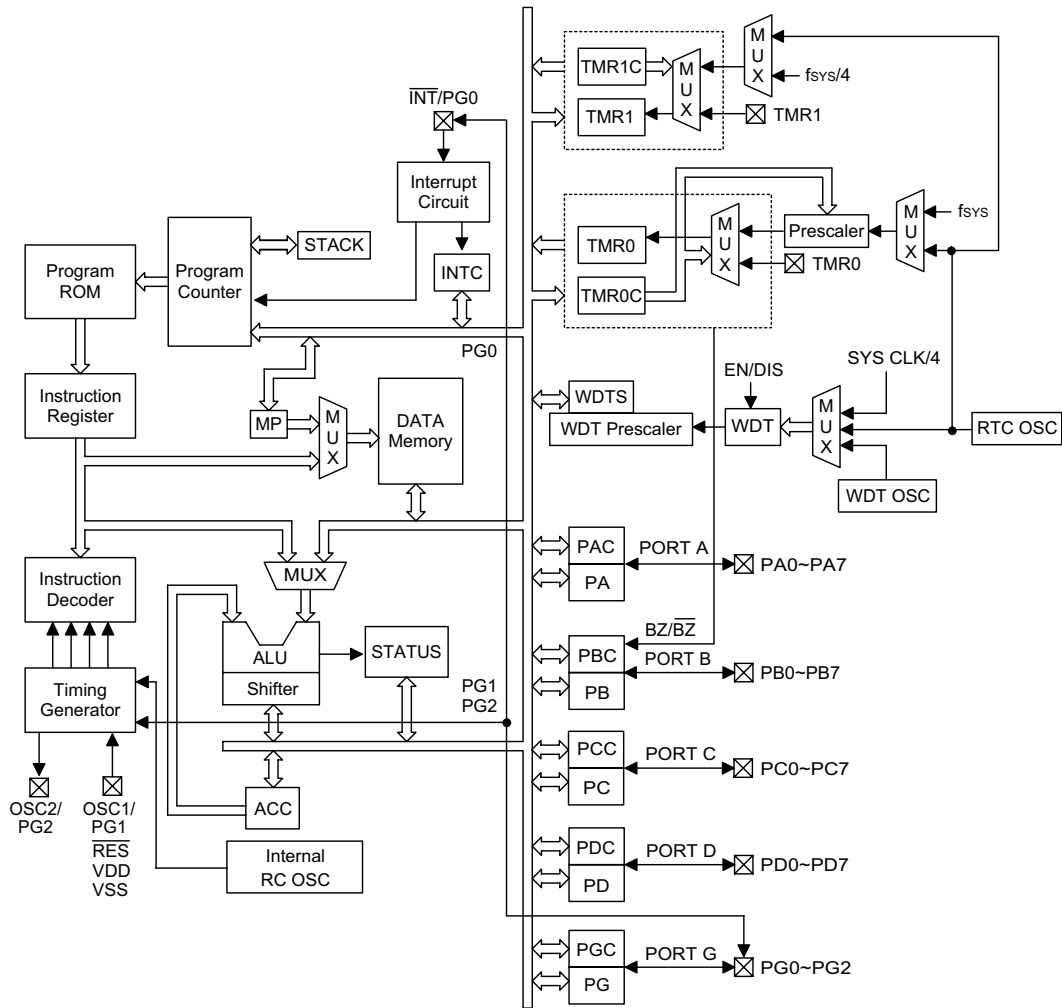 INT/PG0
Interrupt
Circuit
INTC
STACK
Program
ROM
Program
Counter
PG0
Instruction
Register
MP
MUX
DATA
Memory
Instruction
Decoder
MUX
ALU
Shifter
STATUS
Timing
Generator
PG1
PG2
OSC2/
PG2
OSC1/
PG1
RES
VDD
VSS
ACC
Internal
RC OSC
TMR1C
TMR1
MUX
MUX
fSYS/4
TMR1
TMR0
TMR0C
MUX
Prescaler
TMR0
MUX
fSYS
WDTS
WDT Prescaler
EN/DIS
WDT
MUX
SYS CLK/4
RTC OSC
WDT OSC
PAC
PA
PORT A
PA0~PA7
BZ/BZ
PBC
PB
PORT B
PB0~PB7
PCC
PC
PORT C
PC0~PC7
PDC
PD
PORT D
PD0~PD7
PGC
PG
PORT G
PG0~PG2